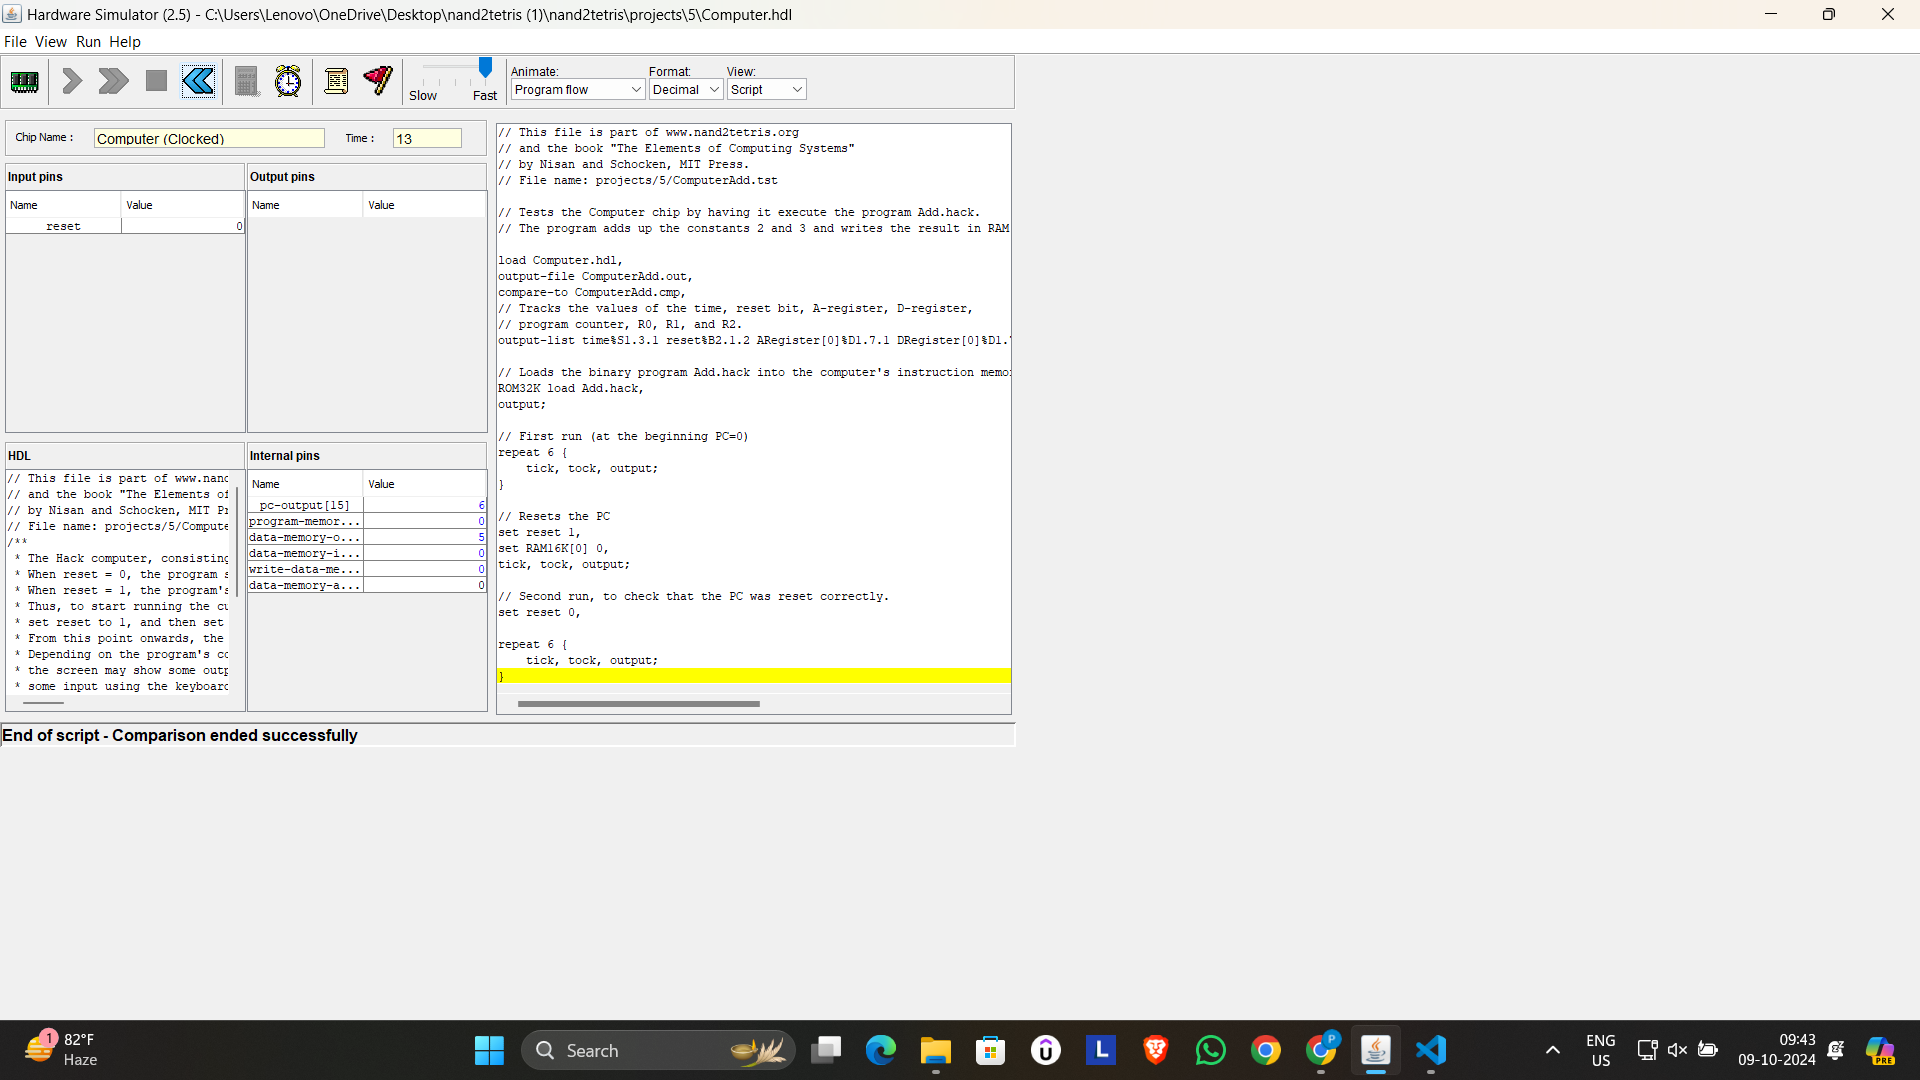 Hardware Simulator (2.5) - C:\Users\Lenovo\OneDrive\Desktop\nand2tetris (1)\nand2tetris\projects\5\Computer.hdl
File View Run Help
Slow Fast
Animate: Format: View:
Program flow Decimal Script
Chip Name : Computer (Clocked) Time : 13
Input pins
Name Value
reset 0
Output pins
Name Value
HDL
// This file is part of www.nand
// and the book "The Elements of
// by Nisan and Schocken, MIT Pr
// File name: projects/5/Compute
/**
* The Hack computer, consisting
* When reset = 0, the program s
* When reset = 1, the program's
* Thus, to start running the cu
* set reset to 1, and then set
* From this point onwards, the
* Depending on the program's co
* the screen may show some outp
* some input using the keyboard
Internal pins
Name Value
pc-output[15] 6
program-memor... 0
data-memory-o... 5
data-memory-i... 0
write-data-me... 0
data-memory-a... 0
// This file is part of www.nand2tetris.org
// and the book "The Elements of Computing Systems"
// by Nisan and Schocken, MIT Press.
// File name: projects/5/ComputerAdd.tst
// Tests the Computer chip by having it execute the program Add.hack.
// The program adds up the constants 2 and 3 and writes the result in RAM
load Computer.hdl,
output-file ComputerAdd.out,
compare-to ComputerAdd.cmp,
// Tracks the values of the time, reset bit, A-register, D-register,
// program counter, R0, R1, and R2.
output-list time%S1.3.1 reset%B2.1.2 ARegister[0]%D1.7.1 DRegister[0]%D1.
// Loads the binary program Add.hack into the computer's instruction memo
ROM32K load Add.hack,
output;
// First run (at the beginning PC=0)
repeat 6 {
tick, tock, output;
}
// Resets the PC
set reset 1,
set RAM16K[0] 0,
tick, tock, output;
// Second run, to check that the PC was reset correctly.
set reset 0,
repeat 6 {
tick, tock, output;
}
End of script - Comparison ended successfully
1
82°F
Haze
Search
L
P
ENG
US
09:43
09-10-2024
PRE